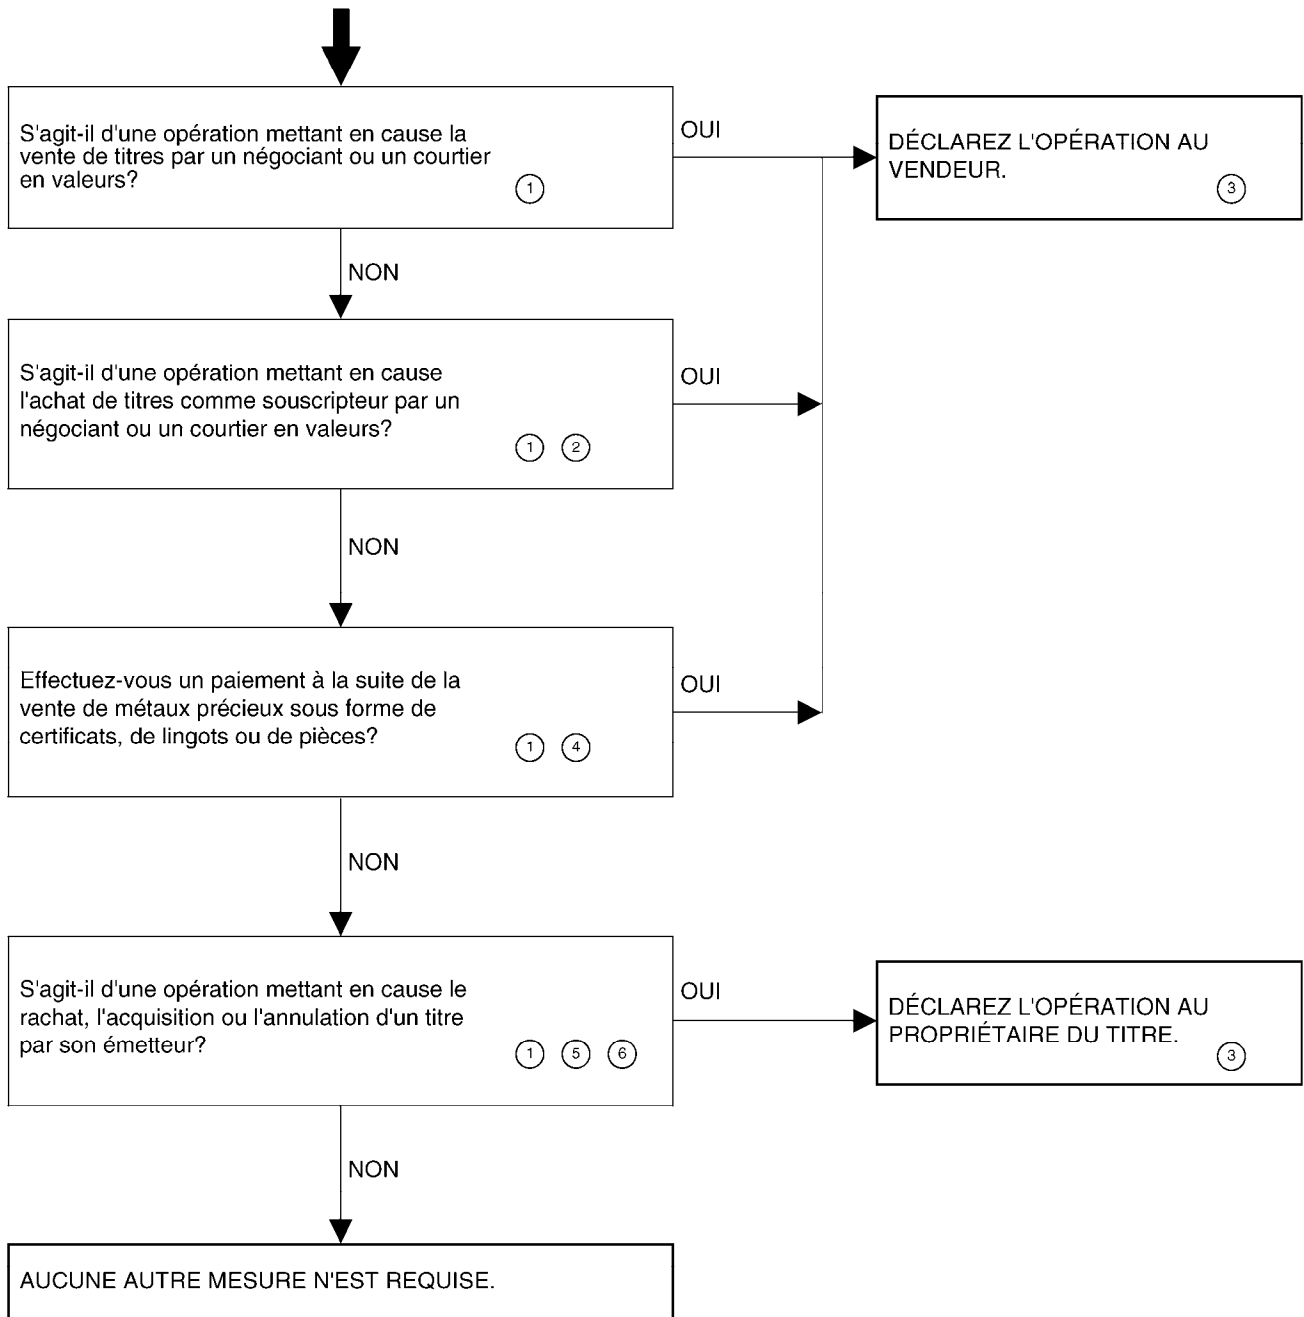 S'agit-il d'une opération mettant en cause la
vente de titres par un négociant ou un courtier
en valeurs?
1
OUI
DÉCLAREZ L'OPÉRATION AU
VENDEUR.
3
NON
S'agit-il d'une opération mettant en cause
l'achat de titres comme souscripteur par un
négociant ou un courtier en valeurs?
1 2
OUI
NON
Effectuez-vous un paiement à la suite de la
vente de métaux précieux sous forme de
certificats, de lingots ou de pièces?
1 4
OUI
NON
S'agit-il d'une opération mettant en cause le
rachat, l'acquisition ou l'annulation d'un titre
par son émetteur?
1 5 6
OUI
DÉCLAREZ L'OPÉRATION AU
PROPRIÉTAIRE DU TITRE.
3
NON
AUCUNE AUTRE MESURE N'EST REQUISE.